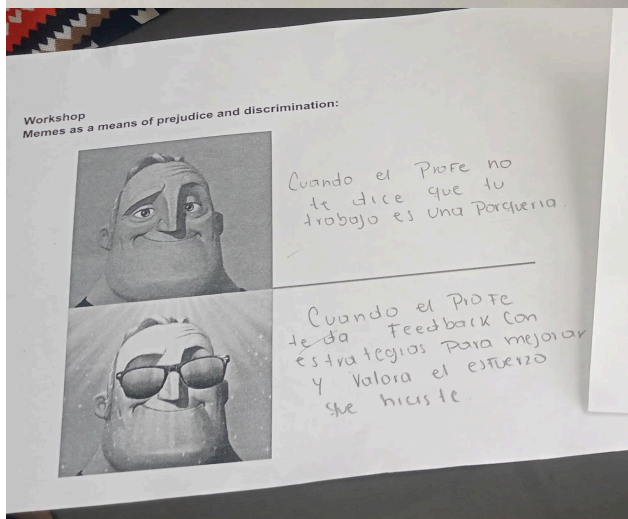 Workshop
Memes as a means of prejudice and discrimination:
Cuando el Profe no
te dice que tu
trabajo es una Porqueria.
Cuando el Profe
te da Feedback con
estrategias para mejorar
y Valora el esfuerzo
que hiciste